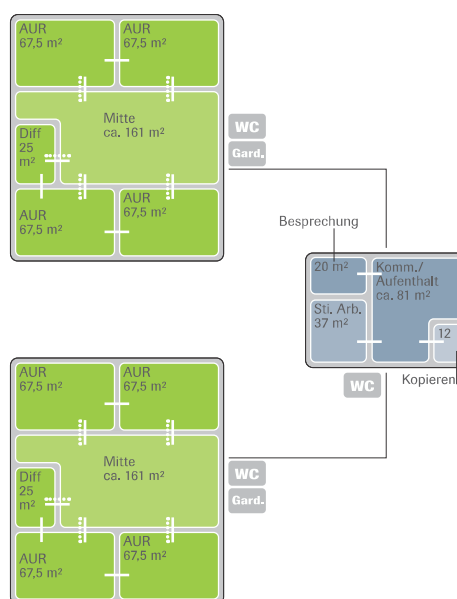 AUR
67,5 m²
AUR
67,5 m²
Mitte
ca. 161 m²
Diff
25
m²
AUR
67,5 m²
AUR
67,5 m²
WC
Gard.
Besprechung
20 m²
Komm./
Aufenthalt
ca. 81 m²
Sti. Arb.
37 m²
12
Kopieren
WC
AUR
67,5 m²
AUR
67,5 m²
Mitte
ca. 161 m²
Diff
25
m²
WC
Gard.
AUR
67,5 m²
AUR
67,5 m²